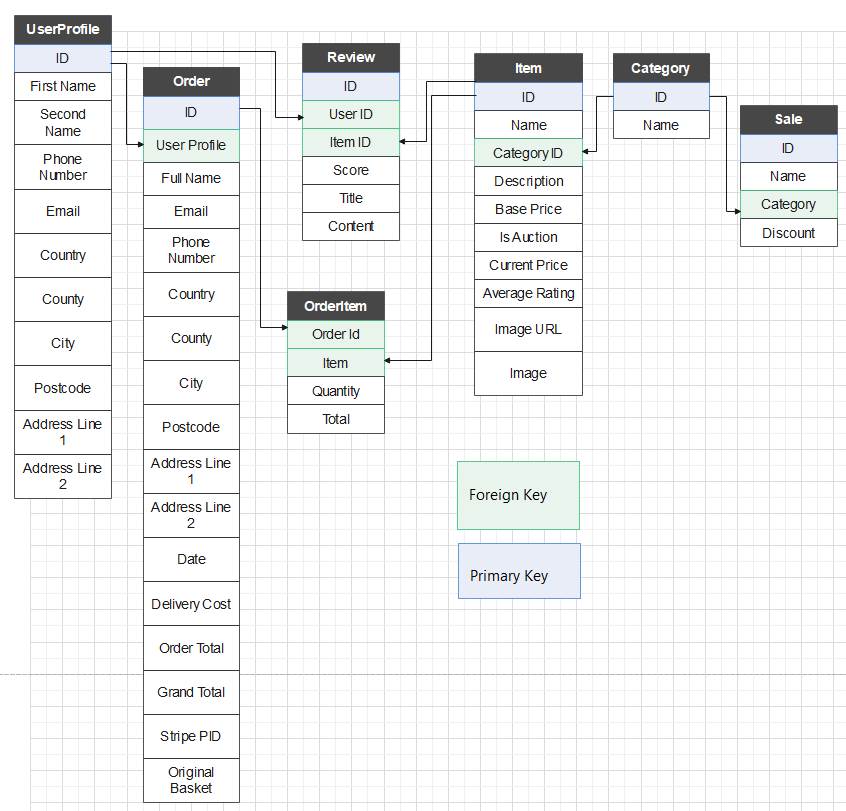 UserProfile
ID
First Name
Second
Name
Phone
Number
Email
Country
County
City
Postcode
Address Line
1
Address Line
2
Order
ID
User Profile
Full Name
Email
Phone
Number
Country
County
City
Postcode
Address Line
1
Address Line
2
Date
Delivery Cost
Order Total
Grand Total
Stripe PID
Original
Basket
Review
ID
User ID
Item ID
Score
Title
Content
OrderItem
Order Id
Item
Quantity
Total
Item
ID
Name
Category ID
Description
Base Price
Is Auction
Current Price
Average Rating
Image URL
Image
Category
ID
Name
Sale
ID
Name
Category
Discount
Foreign Key
Primary Key